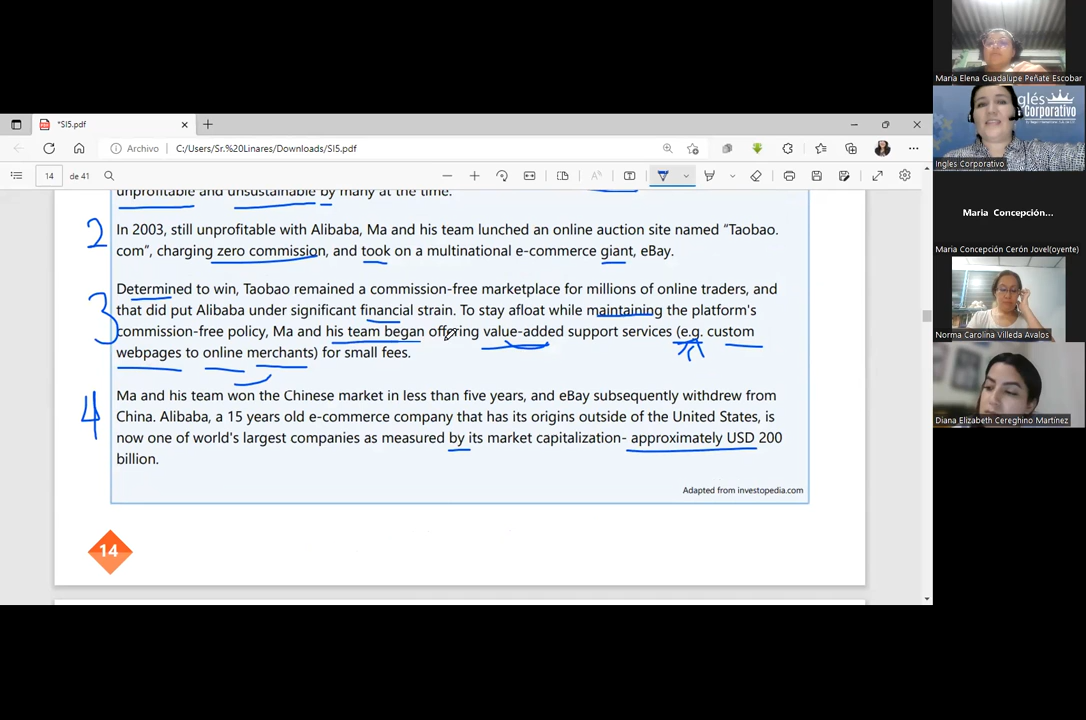 *SI5.pdf
Archivo
C:/Users/Sr.%20Linares/Downloads/SI5.pdf
14
de 41
unprofitable and unsustainable by many at the time.
2
In 2003, still unprofitable with Alibaba, Ma and his team lunched an online auction site named "Taobao.
com", charging zero commission, and took on a multinational e-commerce giant, eBay.
3
Determined to win, Taobao remained a commission-free marketplace for millions of online traders, and
that did put Alibaba under significant financial strain. To stay afloat while maintaining the platform's
commission-free policy, Ma and his team began offering value-added support services (e.g. custom
webpages to online merchants) for small fees.
4
Ma and his team won the Chinese market in less than five years, and eBay subsequently withdrew from
China. Alibaba, a 15 years old e-commerce company that has its origins outside of the United States, is
now one of world's largest companies as measured by its market capitalization- approximately USD 200
billion.
Adapted from investopedia.com
14
María Elena Guadalupe Peñate Escobar
glés
Corporativo
Ingles Corporativo
Maria Concepción...
Maria Concepción Cerón Jovel(oyente)
Norma Carolina Villeda Avalos
Diana Elizabeth Cereghino Martínez